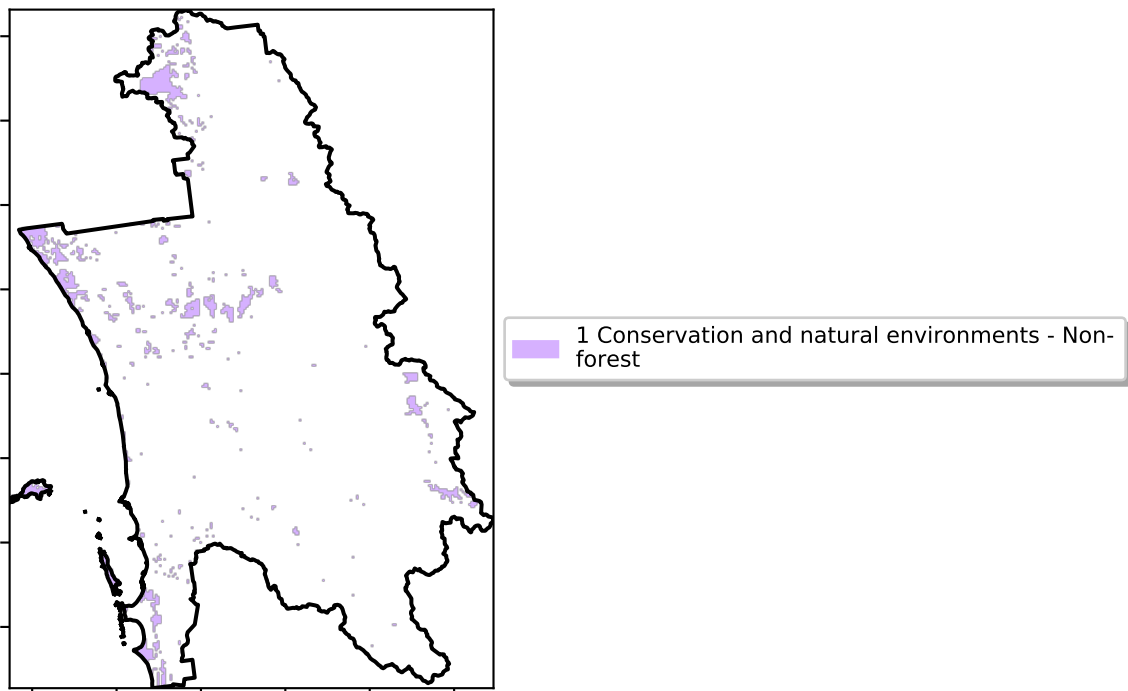 1 Conservation and natural environments - Non-
forest